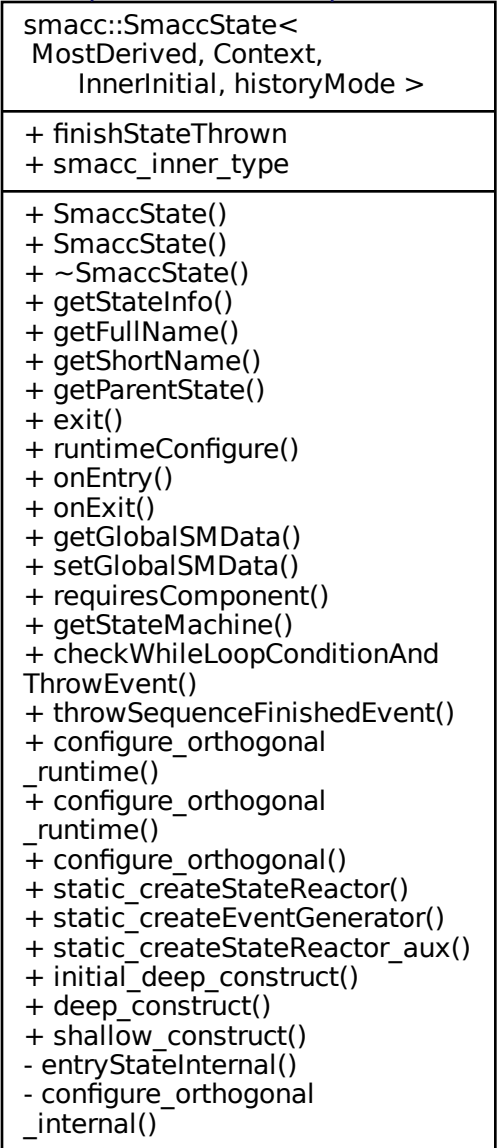 smacc::SmaccState<
MostDerived, Context,
InnerInitial, historyMode >
+ finishStateThrown
+ smacc_inner_type
+ SmaccState()
+ SmaccState()
+ ~SmaccState()
+ getStateInfo()
+ getFullName()
+ getShortName()
+ getParentState()
+ exit()
+ runtimeConfigure()
+ onEntry()
+ onExit()
+ getGlobalSMData()
+ setGlobalSMData()
+ requiresComponent()
+ getStateMachine()
+ checkWhileLoopConditionAnd
ThrowEvent()
+ throwSequenceFinishedEvent()
+ configure_orthogonal
_runtime()
+ configure_orthogonal
_runtime()
+ configure_orthogonal()
+ static_createStateReactor()
+ static_createEventGenerator()
+ static_createStateReactor_aux()
+ initial_deep_construct()
+ deep_construct()
+ shallow_construct()
- entryStateInternal()
- configure_orthogonal
_internal()